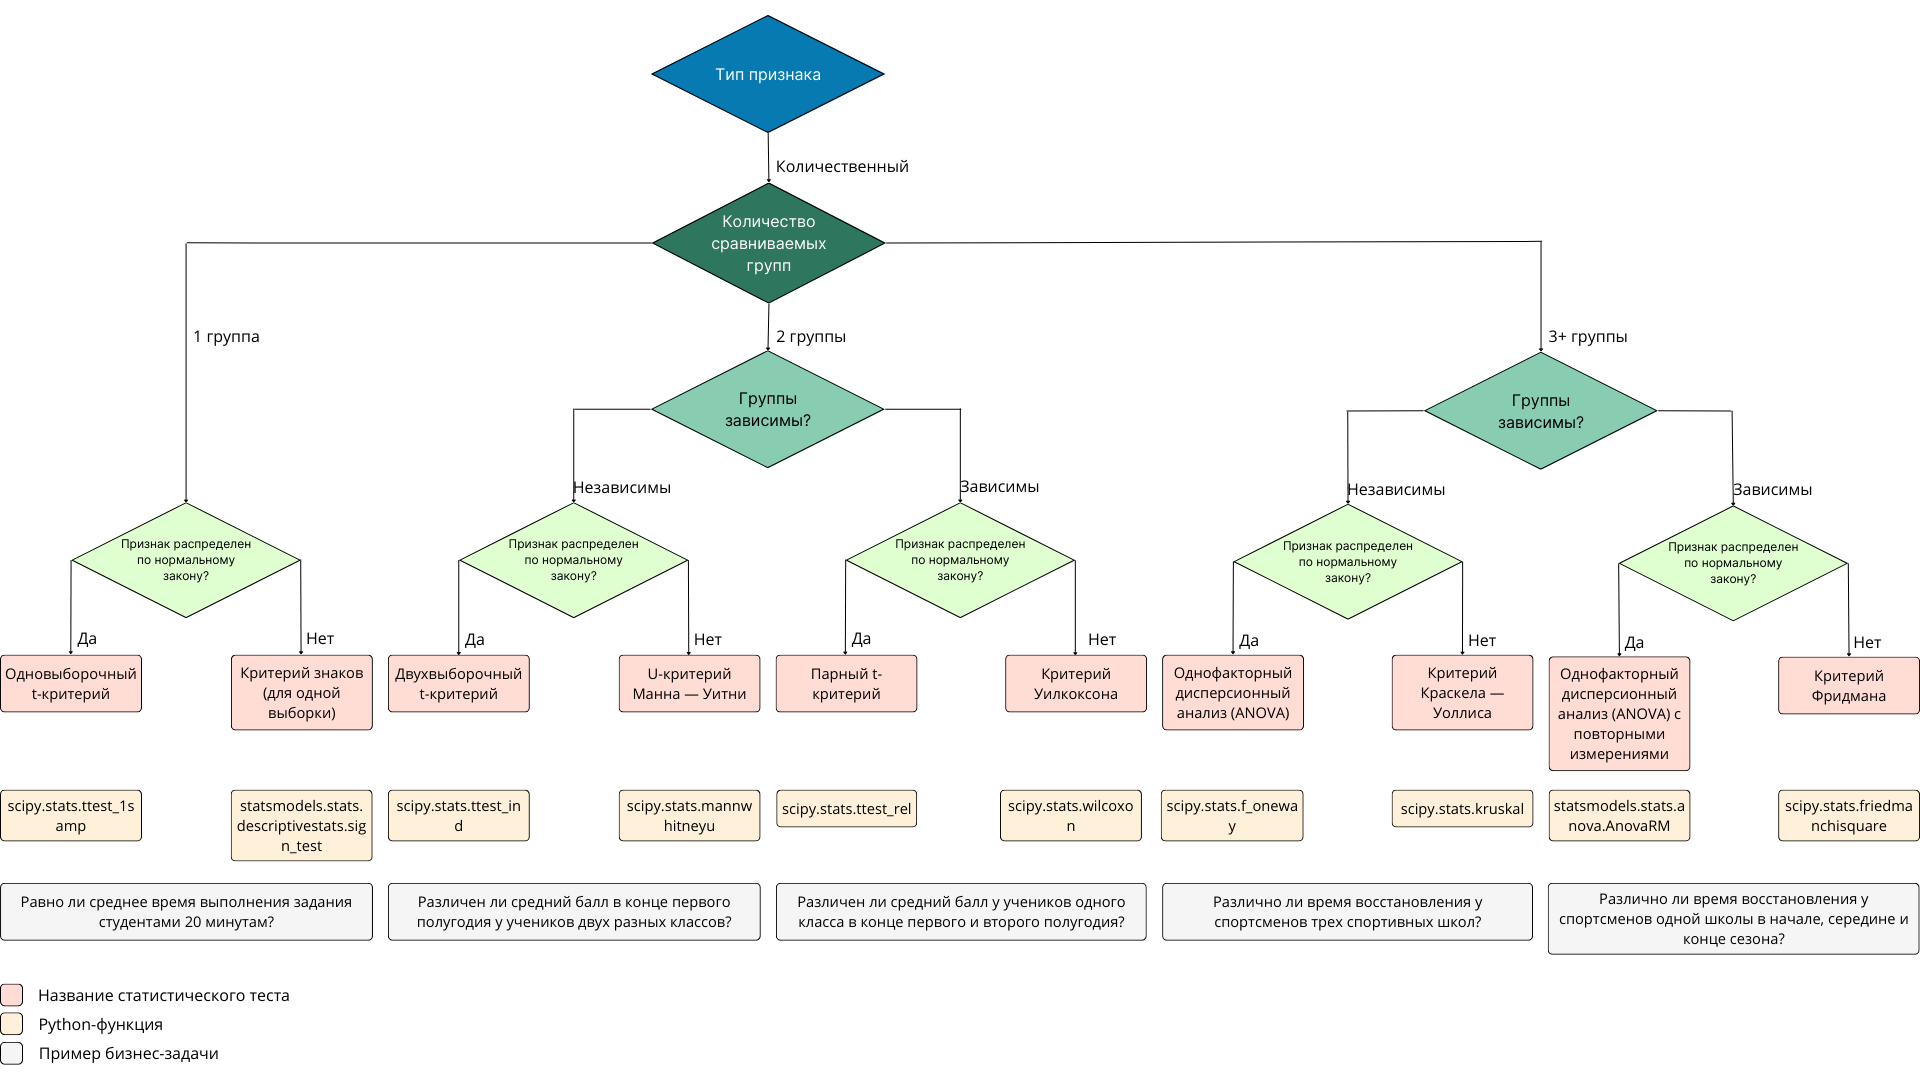 Тип признака
Количественный
Количество
сравниваемых
групп
1 группа
2 группы
3+ группы
Группы
зависимы?
Группы
зависимы?
Независимы
Зависимы
Независимы
Зависимы
Признак распределен
по нормальному
закону?
Признак распределен
по нормальному
закону?
Признак распределен
по нормальному
закону?
Признак распределен
по нормальному
закону?
Признак распределен
по нормальному
закону?
Да
Нет
Да
Нет
Да
Нет
Да
Нет
Да
Нет
Одновыборочный
t-критерий
Критерий знаков
(для одной
выборки)
Двухвыборочный
t-критерий
U-критерий
Манна — Уитни
Парный t-
критерий
Критерий
Уилкоксона
Однофакторный
дисперсионный
анализ (ANOVA)
Критерий
Краскела —
Уоллиса
Однофакторный
дисперсионный
анализ (ANOVA) с
повторными
измерениями
Критерий
Фридмана
scipy.stats.ttest_1s
amp
statsmodels.stats.
descriptivestats.sig
n_test
scipy.stats.ttest_in
d
scipy.stats.mannw
hitneyu
scipy.stats.ttest_rel
scipy.stats.wilcoxo
n
scipy.stats.f_onewa
y
scipy.stats.kruskal
statsmodels.stats.a
nova.AnovaRM
scipy.stats.friedma
nchisquare
Равно ли среднее время выполнения задания
студентами 20 минутам?
Различен ли средний балл в конце первого
полугодия у учеников двух разных классов?
Различен ли средний балл у учеников одного
класса в конце первого и второго полугодия?
Различно ли время восстановления у
спортсменов трех спортивных школ?
Различно ли время восстановления у
спортсменов одной школы в начале, середине и
конце сезона?
Название статистического теста
Python-функция
Пример бизнес-задачи